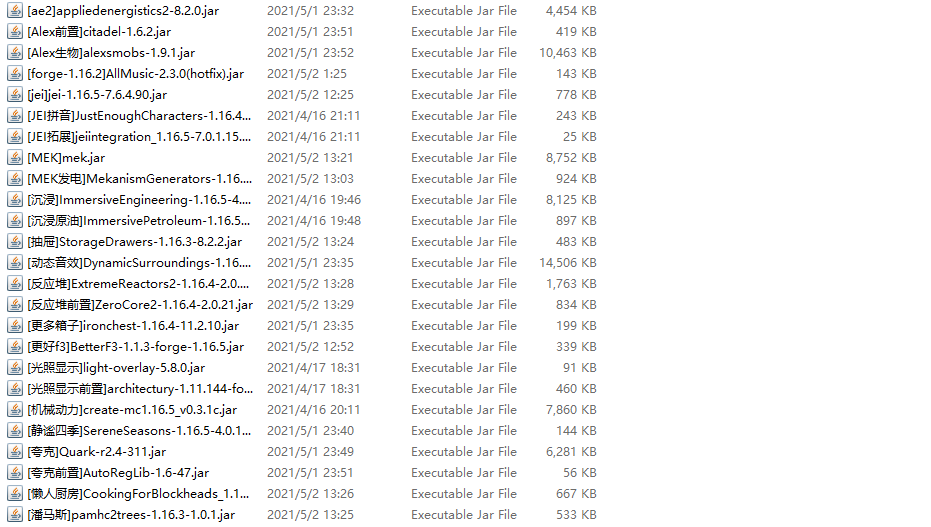 [ae2]appliedenergistics2-8.2.0.jar 2021/5/1 23:32 Executable Jar File 4,454 KB
[Alex前置]citadel-1.6.2.jar 2021/5/1 23:51 Executable Jar File 419 KB
[Alex生物]alexsmobs-1.9.1.jar 2021/5/1 23:52 Executable Jar File 10,463 KB
[forge-1.16.2]AllMusic-2.3.0(hotfix).jar 2021/5/2 1:25 Executable Jar File 143 KB
[jei]jei-1.16.5-7.6.4.90.jar 2021/5/2 12:25 Executable Jar File 778 KB
[JEI拼音]JustEnoughCharacters-1.16.4... 2021/4/16 21:11 Executable Jar File 243 KB
[JEI拓展]jeiintegration_1.16.5-7.0.1.15.... 2021/4/16 21:11 Executable Jar File 25 KB
[MEK]mek.jar 2021/5/2 13:21 Executable Jar File 8,752 KB
[MEK发电]MekanismGenerators-1.16.... 2021/5/2 13:03 Executable Jar File 924 KB
[沉浸]ImmersiveEngineering-1.16.5-4.... 2021/4/16 19:46 Executable Jar File 8,125 KB
[沉浸原油]ImmersivePetroleum-1.16.5... 2021/4/16 19:48 Executable Jar File 897 KB
[抽屉]StorageDrawers-1.16.3-8.2.2.jar 2021/5/2 13:24 Executable Jar File 483 KB
[动态音效]DynamicSurroundings-1.16.... 2021/5/1 23:35 Executable Jar File 14,506 KB
[反应堆]ExtremeReactors2-1.16.4-2.0.... 2021/5/2 13:28 Executable Jar File 1,763 KB
[反应堆前置]ZeroCore2-1.16.4-2.0.21.jar 2021/5/2 13:29 Executable Jar File 834 KB
[更多箱子]ironchest-1.16.4-11.2.10.jar 2021/5/1 23:35 Executable Jar File 199 KB
[更好f3]BetterF3-1.1.3-forge-1.16.5.jar 2021/5/2 12:52 Executable Jar File 339 KB
[光照显示]light-overlay-5.8.0.jar 2021/4/17 18:31 Executable Jar File 91 KB
[光照显示前置]architectury-1.11.144-fo... 2021/4/17 18:31 Executable Jar File 460 KB
[机械动力]create-mc1.16.5_v0.3.1c.jar 2021/4/16 20:11 Executable Jar File 7,860 KB
[静谧四季]SereneSeasons-1.16.5-4.0.1... 2021/5/1 23:40 Executable Jar File 144 KB
[夸克]Quark-r2.4-311.jar 2021/5/1 23:49 Executable Jar File 6,281 KB
[夸克前置]AutoRegLib-1.6-47.jar 2021/5/1 23:51 Executable Jar File 56 KB
[懒人厨房]CookingForBlockheads_1.1... 2021/5/2 13:26 Executable Jar File 667 KB
[潘马斯]pamhc2trees-1.16.3-1.0.1.jar 2021/5/2 13:25 Executable Jar File 533 KB